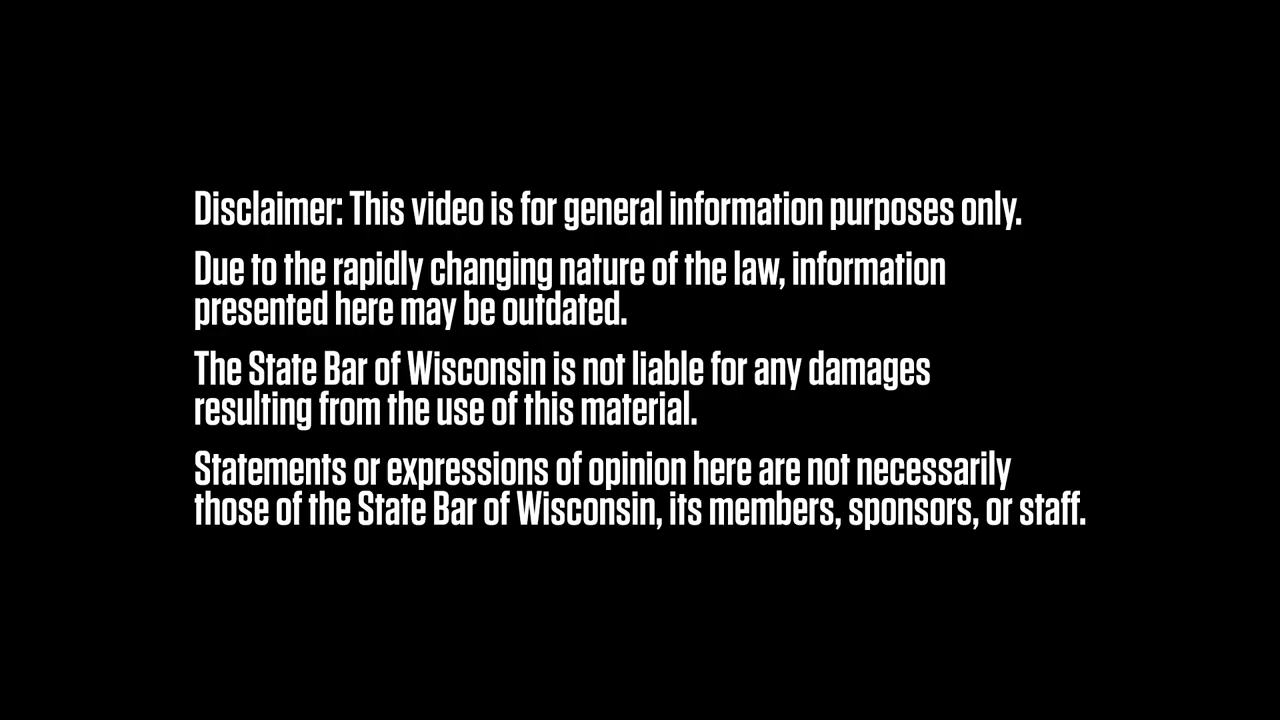 Disclaimer: This video is for general information purposes only.
Due to the rapidly changing nature of the law, information
presented here may be outdated.
The State Bar of Wisconsin is not liable for any damages
resulting from the use of this material.
Statements or expressions of opinion here are not necessarily
those of the State Bar of Wisconsin, its members, sponsors, or staff.